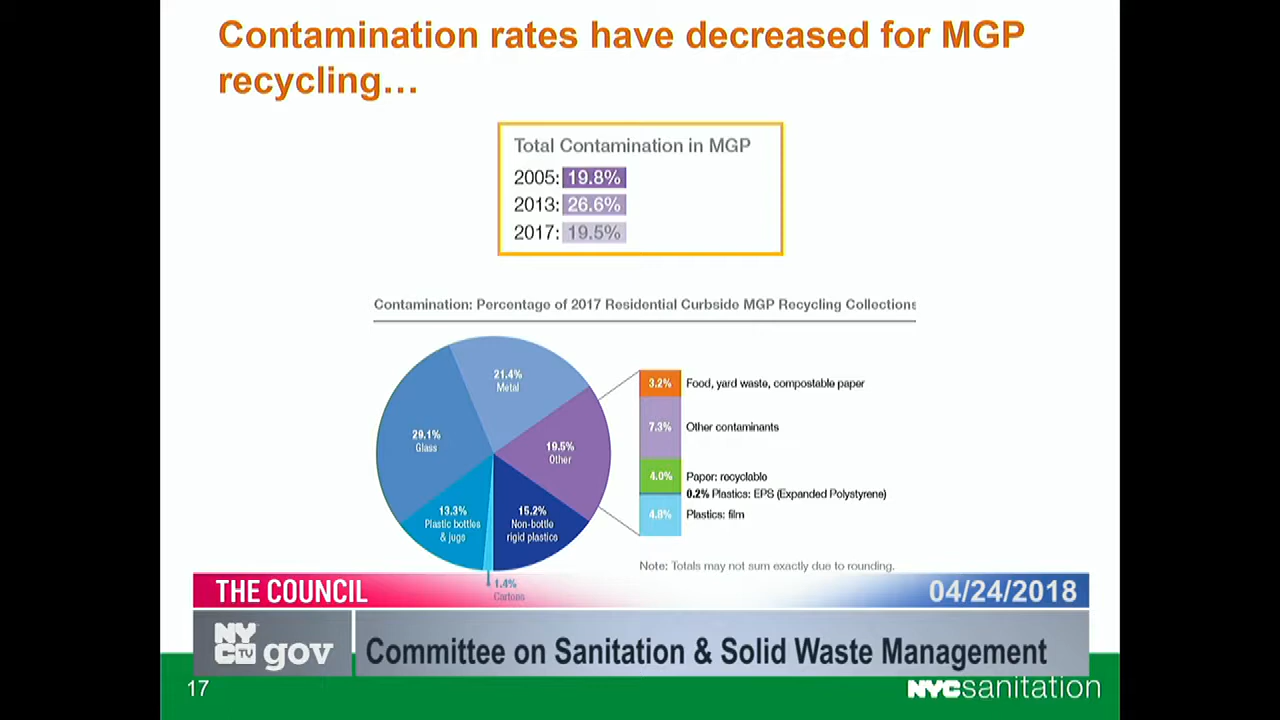 Contamination rates have decreased for MGP
recycling…
Total Contamination in MGP
2005: 19.8%
2013: 26.6%
2017: 19.5%
Contamination: Percentage of 2017 Residential Curbside MGP Recycling Collections
21.4%
Metal
29.1%
Glass
19.5%
Other
13.3%
Plastic bottles
& jugs
15.2%
Non-bottle
rigid plastics
1.4%
Cartons
3.2% Food, yard waste, compostable paper
7.3% Other contaminants
4.0% Paper: recyclable
0.2% Plastics: EPS (Expanded Polystyrene)
4.8% Plastics: film
Note: Totals may not sum exactly due to rounding.
THE COUNCIL
04/24/2018
NYC TV gov
Committee on Sanitation & Solid Waste Management
17
NYC sanitation